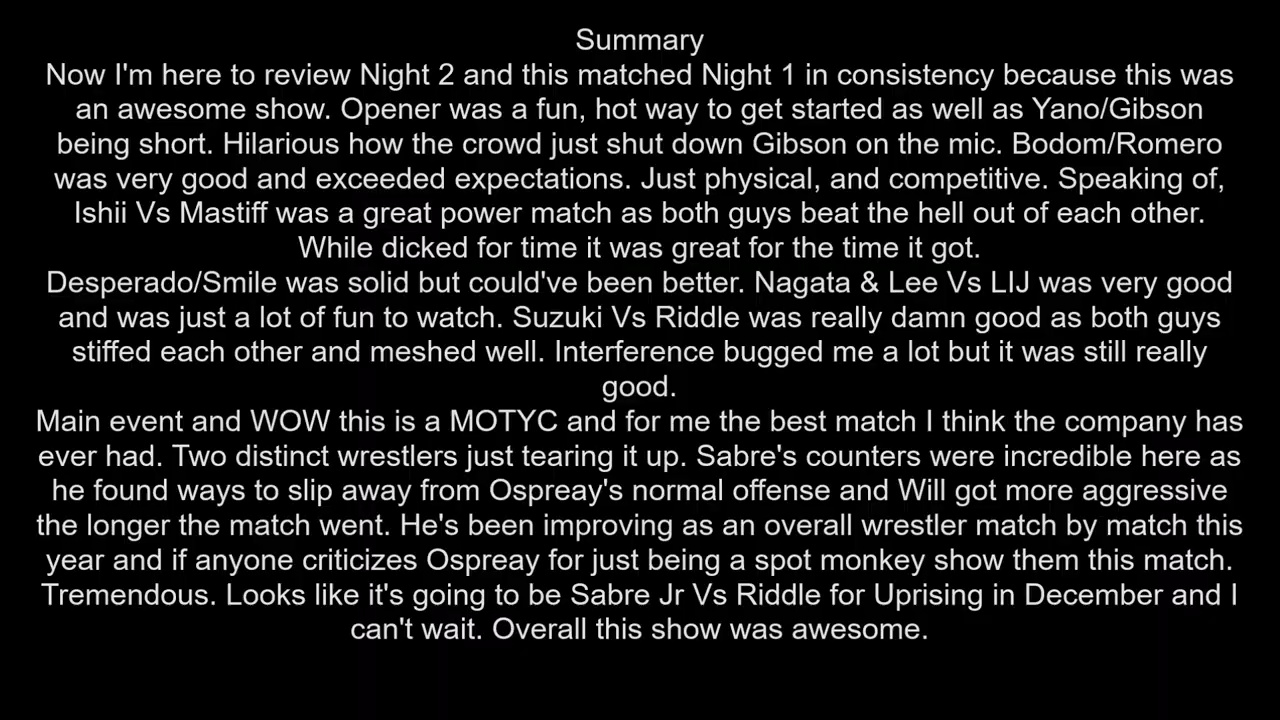 Summary
Now I'm here to review Night 2 and this matched Night 1 in consistency because this was
an awesome show. Opener was a fun, hot way to get started as well as Yano/Gibson
being short. Hilarious how the crowd just shut down Gibson on the mic. Bodom/Romero
was very good and exceeded expectations. Just physical, and competitive. Speaking of,
Ishii Vs Mastiff was a great power match as both guys beat the hell out of each other.
While dicked for time it was great for the time it got.
Desperado/Smile was solid but could've been better. Nagata & Lee Vs LIJ was very good
and was just a lot of fun to watch. Suzuki Vs Riddle was really damn good as both guys
stiffed each other and meshed well. Interference bugged me a lot but it was still really
good.
Main event and WOW this is a MOTYC and for me the best match I think the company has
ever had. Two distinct wrestlers just tearing it up. Sabre's counters were incredible here as
he found ways to slip away from Ospreay's normal offense and Will got more aggressive
the longer the match went. He's been improving as an overall wrestler match by match this
year and if anyone criticizes Ospreay for just being a spot monkey show them this match.
Tremendous. Looks like it's going to be Sabre Jr Vs Riddle for Uprising in December and I
can't wait. Overall this show was awesome.